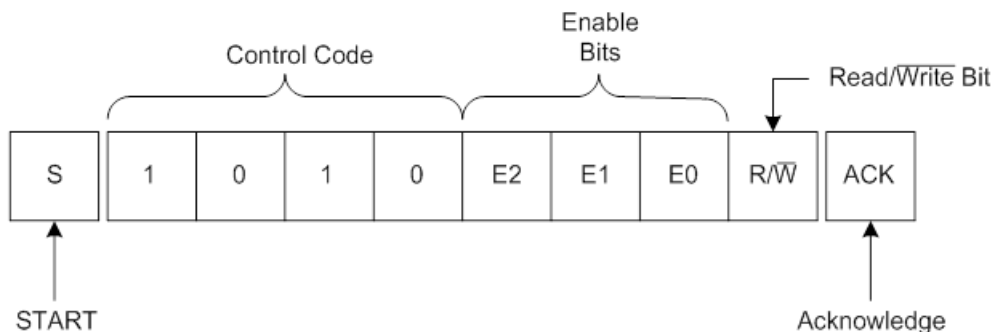 Enable
Bits
Control Code
Read/Write Bit
S 1 0 1 0 E2 E1 E0 R/W ACK
START
Acknowledge